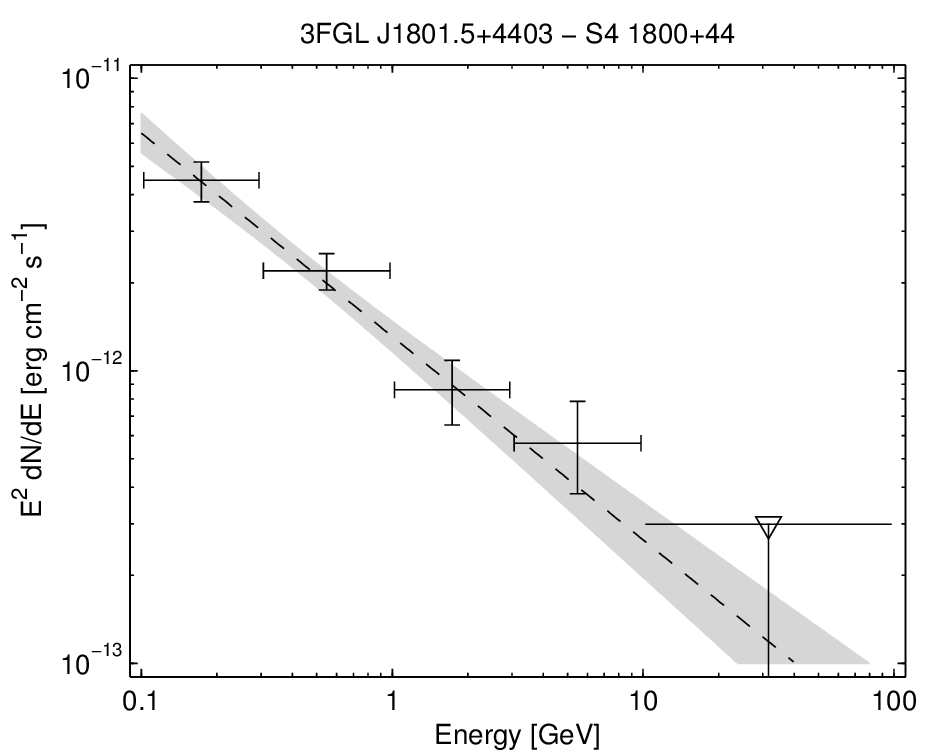 3FGL J1801.5+4403 − S4 1800+44
10⁻¹¹
10⁻¹²
10⁻¹³
E² dN/dE [erg cm⁻² s⁻¹]
0.1 1 10 100
Energy [GeV]